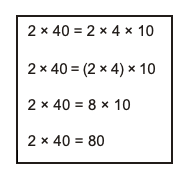 2 × 40 = 2 × 4 × 10
2 × 40 = (2 × 4) × 10
2 × 40 = 8 × 10
2 × 40 = 80